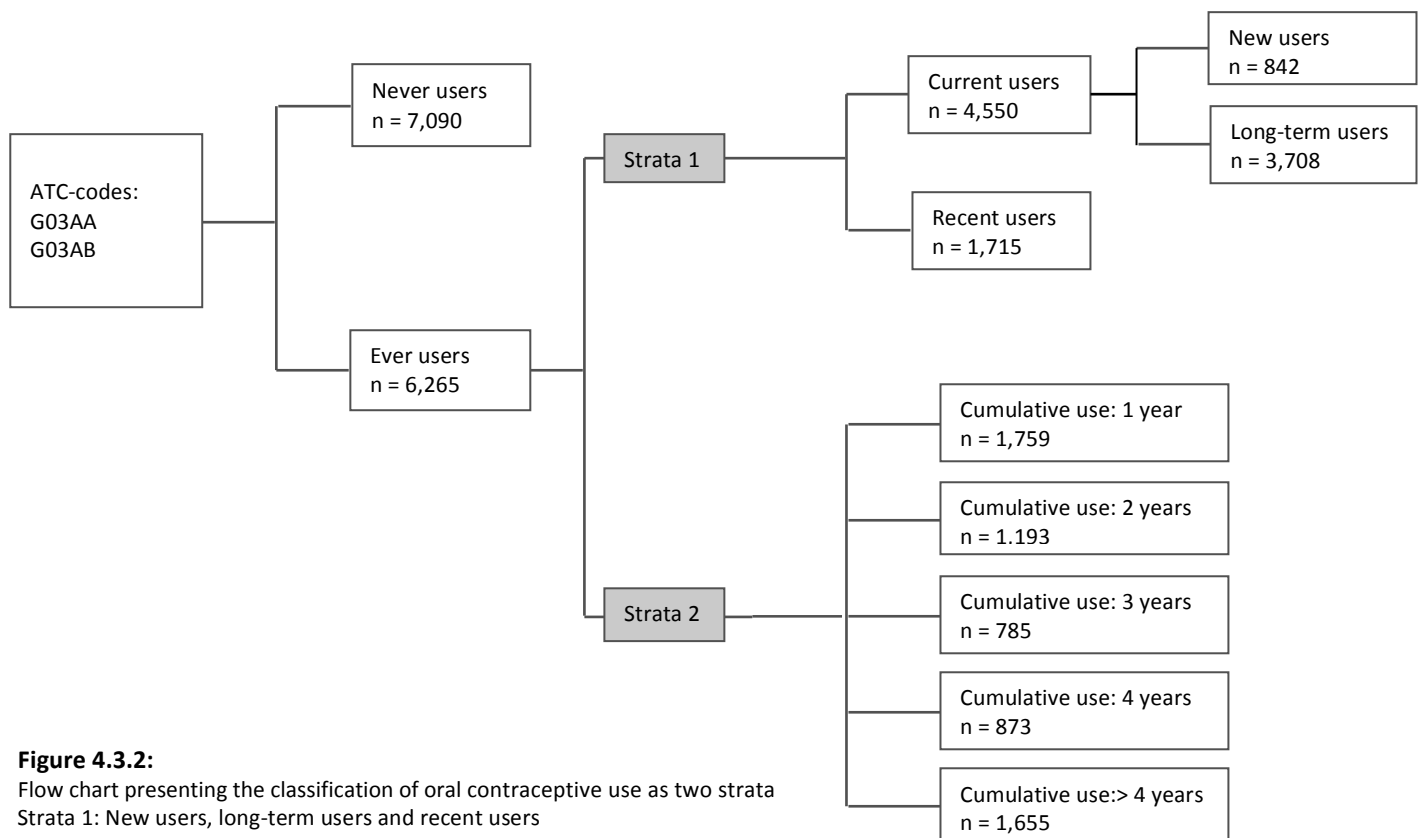 ATC-codes:
G03AA
G03AB
Never users
n = 7,090
Ever users
n = 6,265
Strata 1
Current users
n = 4,550
New users
n = 842
Long-term users
n = 3,708
Recent users
n = 1,715
Strata 2
Cumulative use: 1 year
n = 1,759
Cumulative use: 2 years
n = 1.193
Cumulative use: 3 years
n = 785
Cumulative use: 4 years
n = 873
Cumulative use:> 4 years
n = 1,655
Figure 4.3.2:
Flow chart presenting the classification of oral contraceptive use as two strata
Strata 1: New users, long-term users and recent users